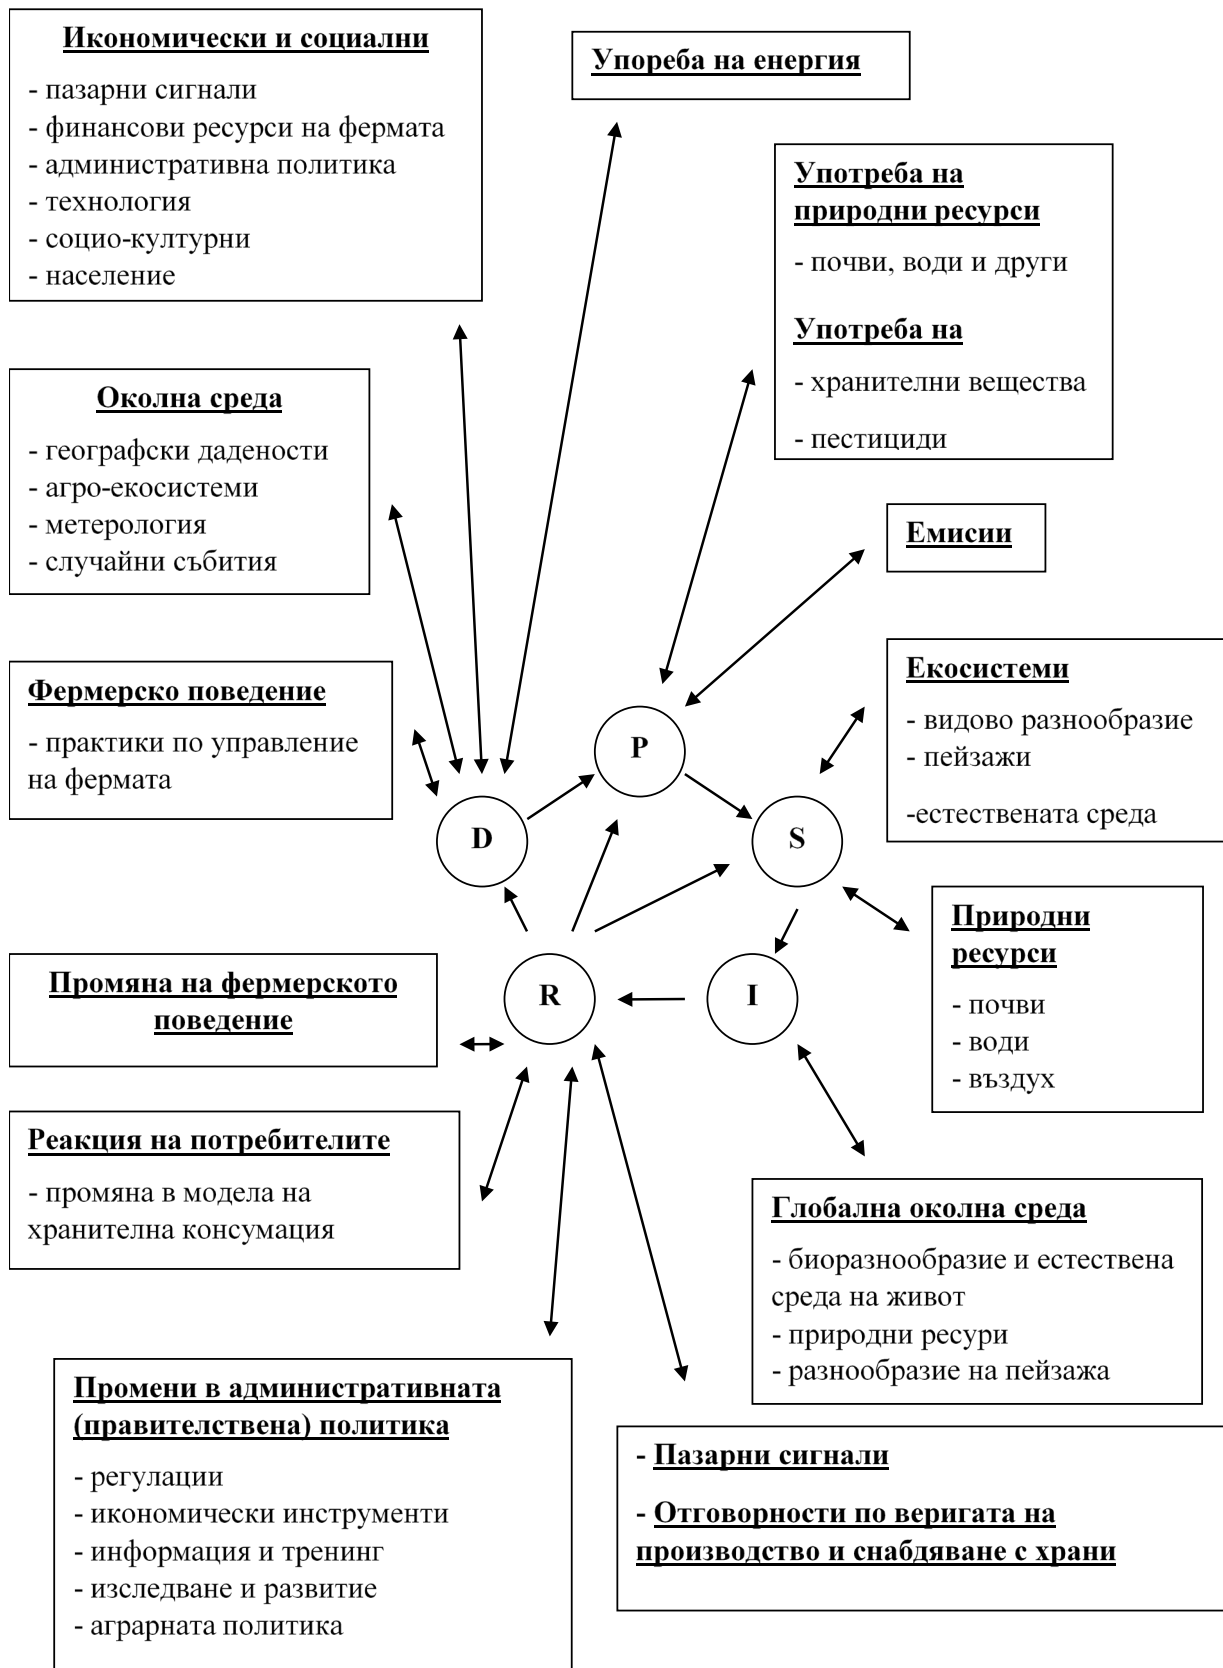 Икономически и социални
- пазарни сигнали
- финансови ресурси на фермата
- административна политика
- технология
- социо-културни
- население
Упореба на енергия
Употреба на
природни ресурси
- почви, води и други
Употреба на
- хранителни вещества
- пестициди
Околна среда
- географски дадености
- агро-екосистеми
- метерология
- случайни събития
Емисии
Фермерско поведение
- практики по управление
на фермата
Екосистеми
- видово разнообразие
- пейзажи
-естествената среда
P
D
S
Природни
ресурси
- почви
- води
- въздух
Промяна на фермерското
поведение
R
I
Реакция на потребителите
- промяна в модела на
хранителна консумация
Глобална околна среда
- биоразнообразие и естествена
среда на живот
- природни ресури
- разнообразие на пейзажа
Промени в административната
(правителствена) политика
- регулации
- икономически инструменти
- информация и тренинг
- изследване и развитие
- аграрната политика
- Пазарни сигнали
- Отговорности по веригата на
производство и снабдяване с храни